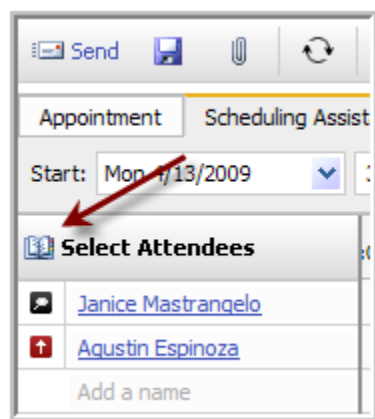 Send
Appointment Scheduling Assist
Start: Mon 4/13/2009
Select Attendees
Janice Mastrangelo
Agustin Espinoza
Add a name